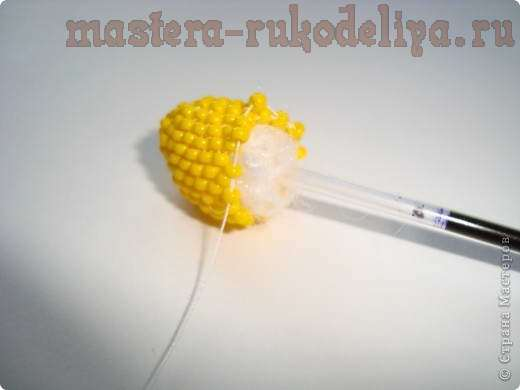 mastera-rukodeliya.ru
© Страна Мастеров